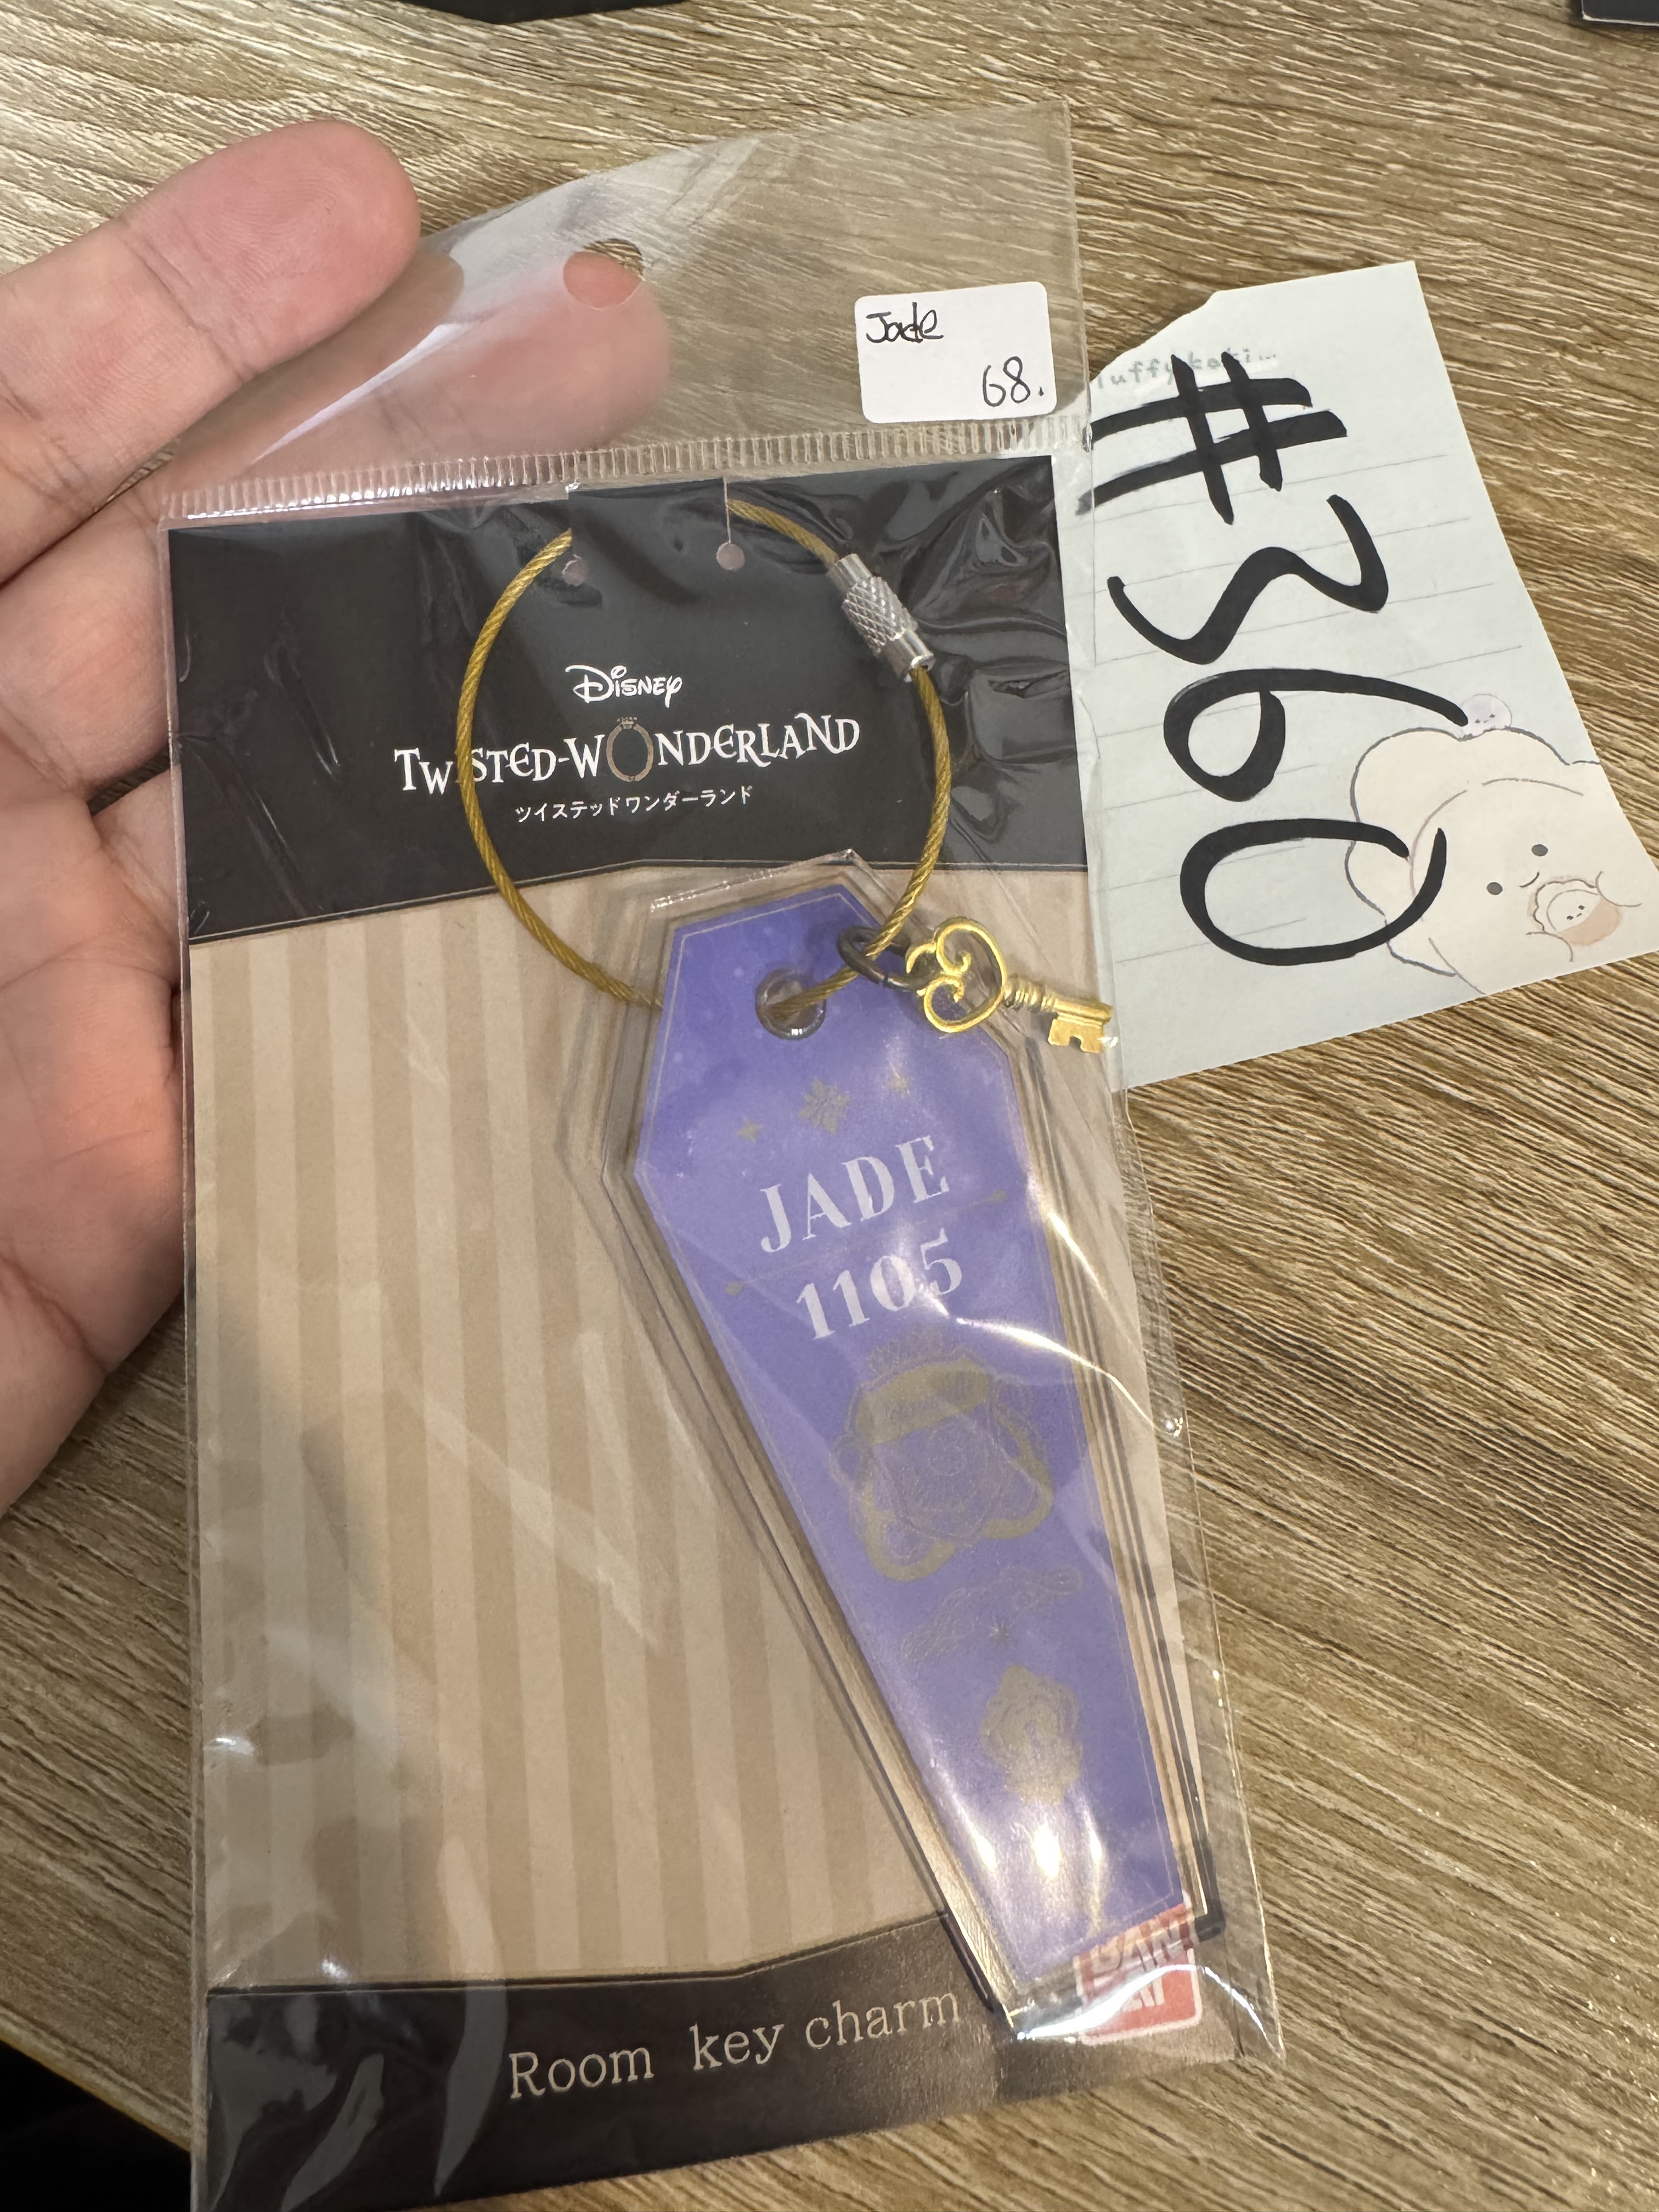 Jade
68.
#360
Disney
Twisted-Wonderland
ツイステッドワンダーランド
JADE
1105
Room key charm